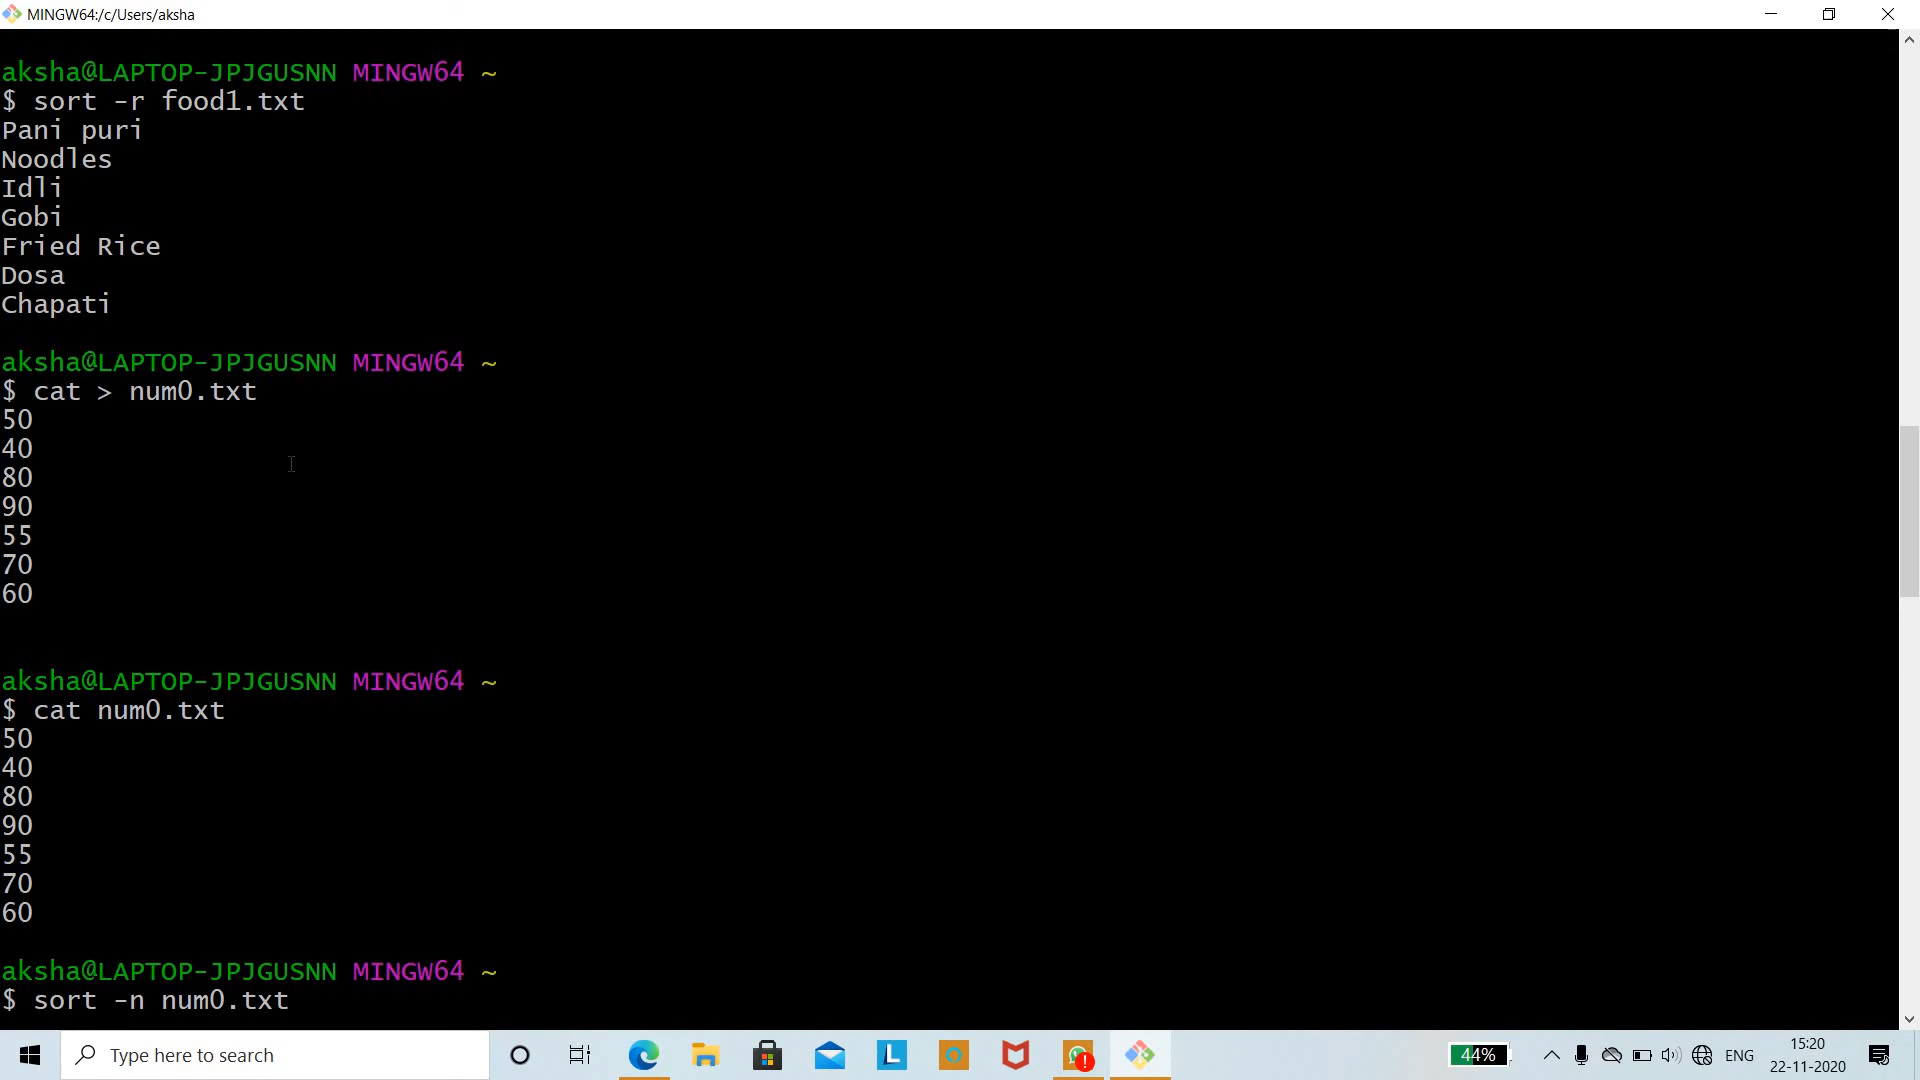 MINGW64:/c/Users/aksha
aksha@LAPTOP-JPJGUSNN MINGW64 ~
$ sort -r food1.txt
Pani puri
Noodles
Idli
Gobi
Fried Rice
Dosa
Chapati
aksha@LAPTOP-JPJGUSNN MINGW64 ~
$ cat > num0.txt
50
40
80
90
55
70
60
aksha@LAPTOP-JPJGUSNN MINGW64 ~
$ cat num0.txt
50
40
80
90
55
70
60
aksha@LAPTOP-JPJGUSNN MINGW64 ~
$ sort -n num0.txt
Type here to search
L
44%
ENG
15:20
22-11-2020